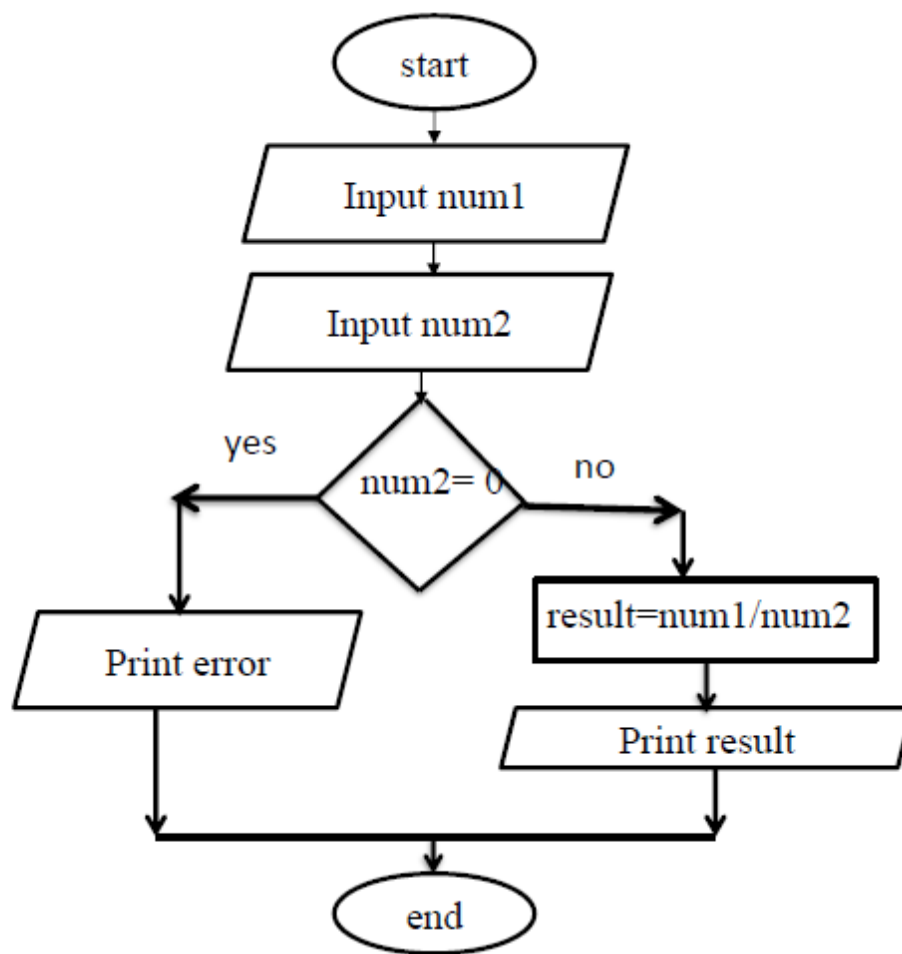 start
Input num1
Input num2
yes
num2= 0
no
result=num1/num2
Print error
Print result
end